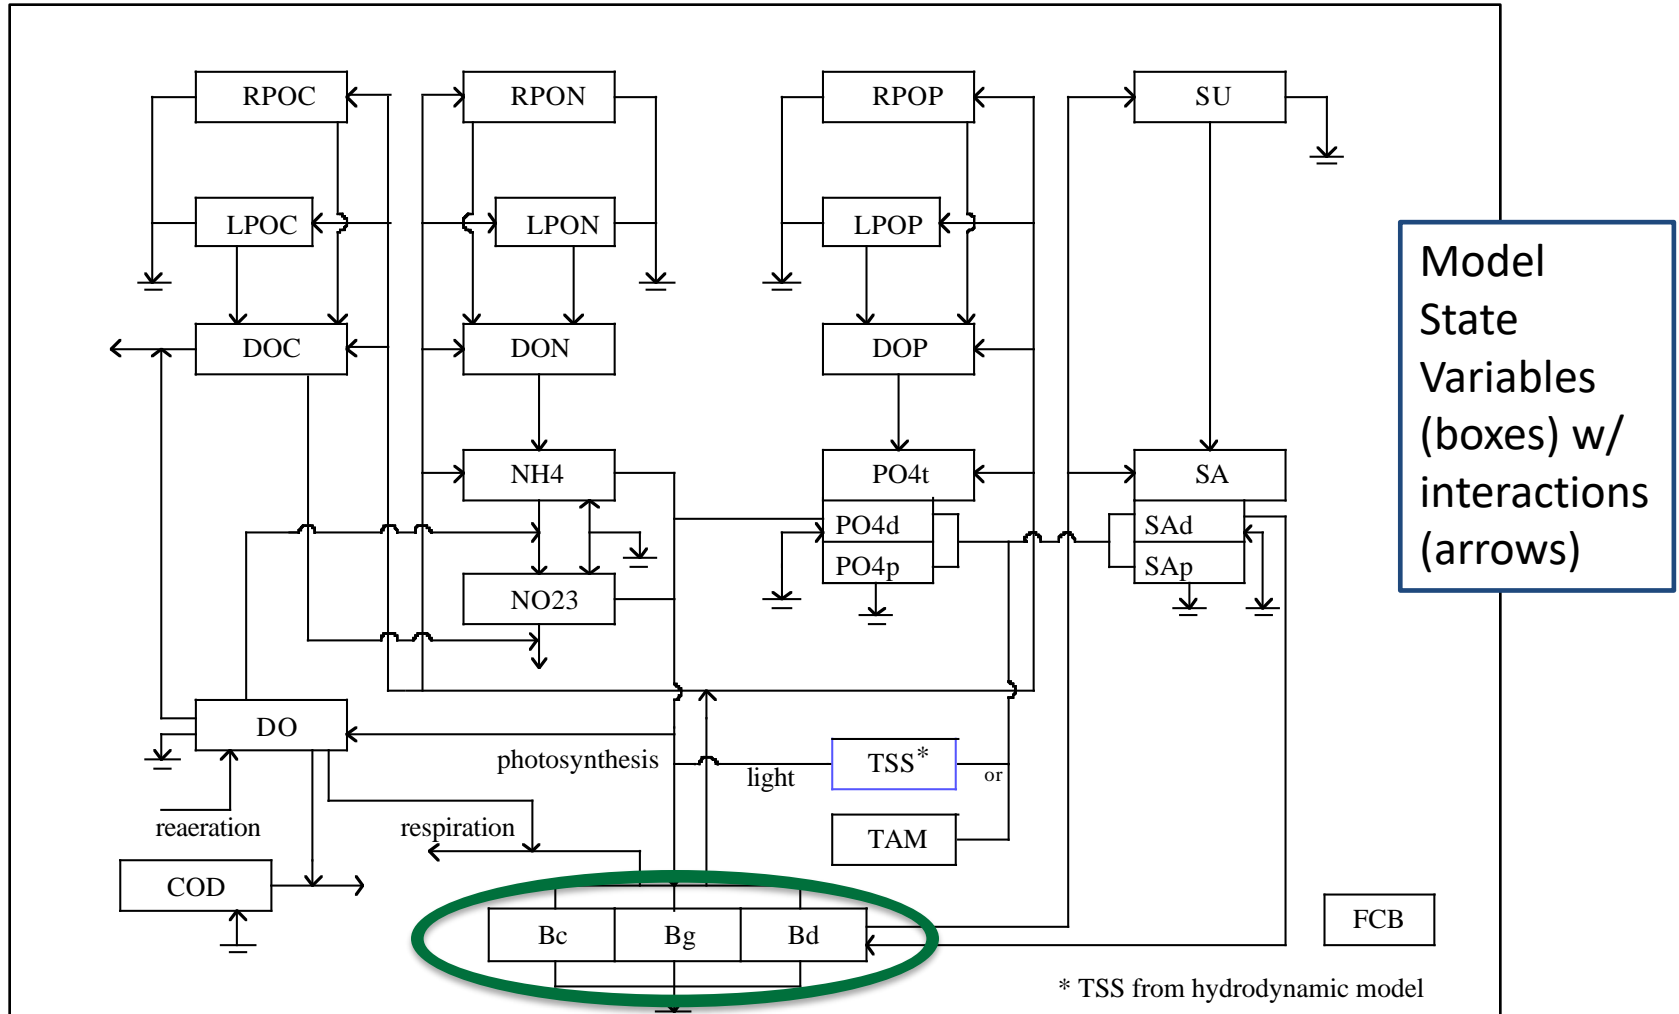 RPOC
RPON
RPOP
SU
LPOC
LPON
LPOP
Model
State
Variables
(boxes) w/
interactions
(arrows)
DOC
DON
DOP
NH4
PO4t
SA
PO4d
SAd
PO4p
SAp
NO23
DO
photosynthesis
light
TSS*
or
reaeration
respiration
TAM
COD
Bc
Bg
Bd
FCB
* TSS from hydrodynamic model